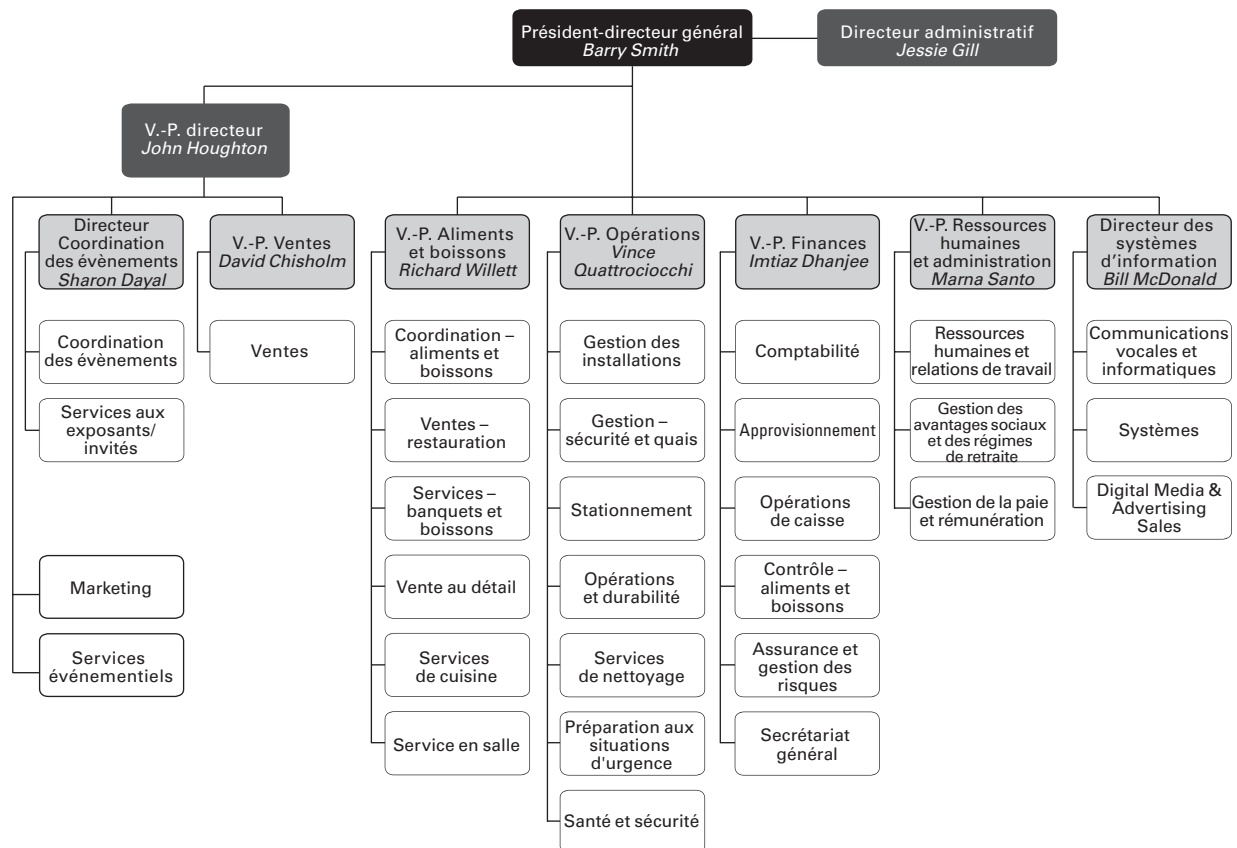 Président-directeur général
Barry Smith
Directeur administratif
Jessie Gill
V.-P. directeur
John Houghton
Directeur
Coordination
des évènements
Sharon Dayal
V.-P. Ventes
David Chisholm
V.-P. Aliments
et boissons
Richard Willett
V.-P. Opérations
Vince
Quattrociocchi
V.-P. Finances
Imtiaz Dhanjee
V.-P. Ressources
humaines
et administration
Marna Santo
Directeur des
systèmes
d'information
Bill McDonald
Coordination
des évènements
Services aux
exposants/
invités
Marketing
Services
événementiels
Ventes
Coordination –
aliments et
boissons
Ventes –
restauration
Services –
banquets et
boissons
Vente au détail
Services
de cuisine
Service en salle
Gestion des
installations
Gestion –
sécurité et quais
Stationnement
Opérations
et durabilité
Services
de nettoyage
Préparation aux
situations
d'urgence
Santé et sécurité
Comptabilité
Approvisionnement
Opérations
de caisse
Contrôle –
aliments et
boissons
Assurance et
gestion des
risques
Secrétariat
général
Ressources
humaines et
relations de travail
Gestion des
avantages sociaux
et des régimes
de retraite
Gestion de la paie
et rémunération
Communications
vocales et
informatiques
Systèmes
Digital Media &
Advertising
Sales